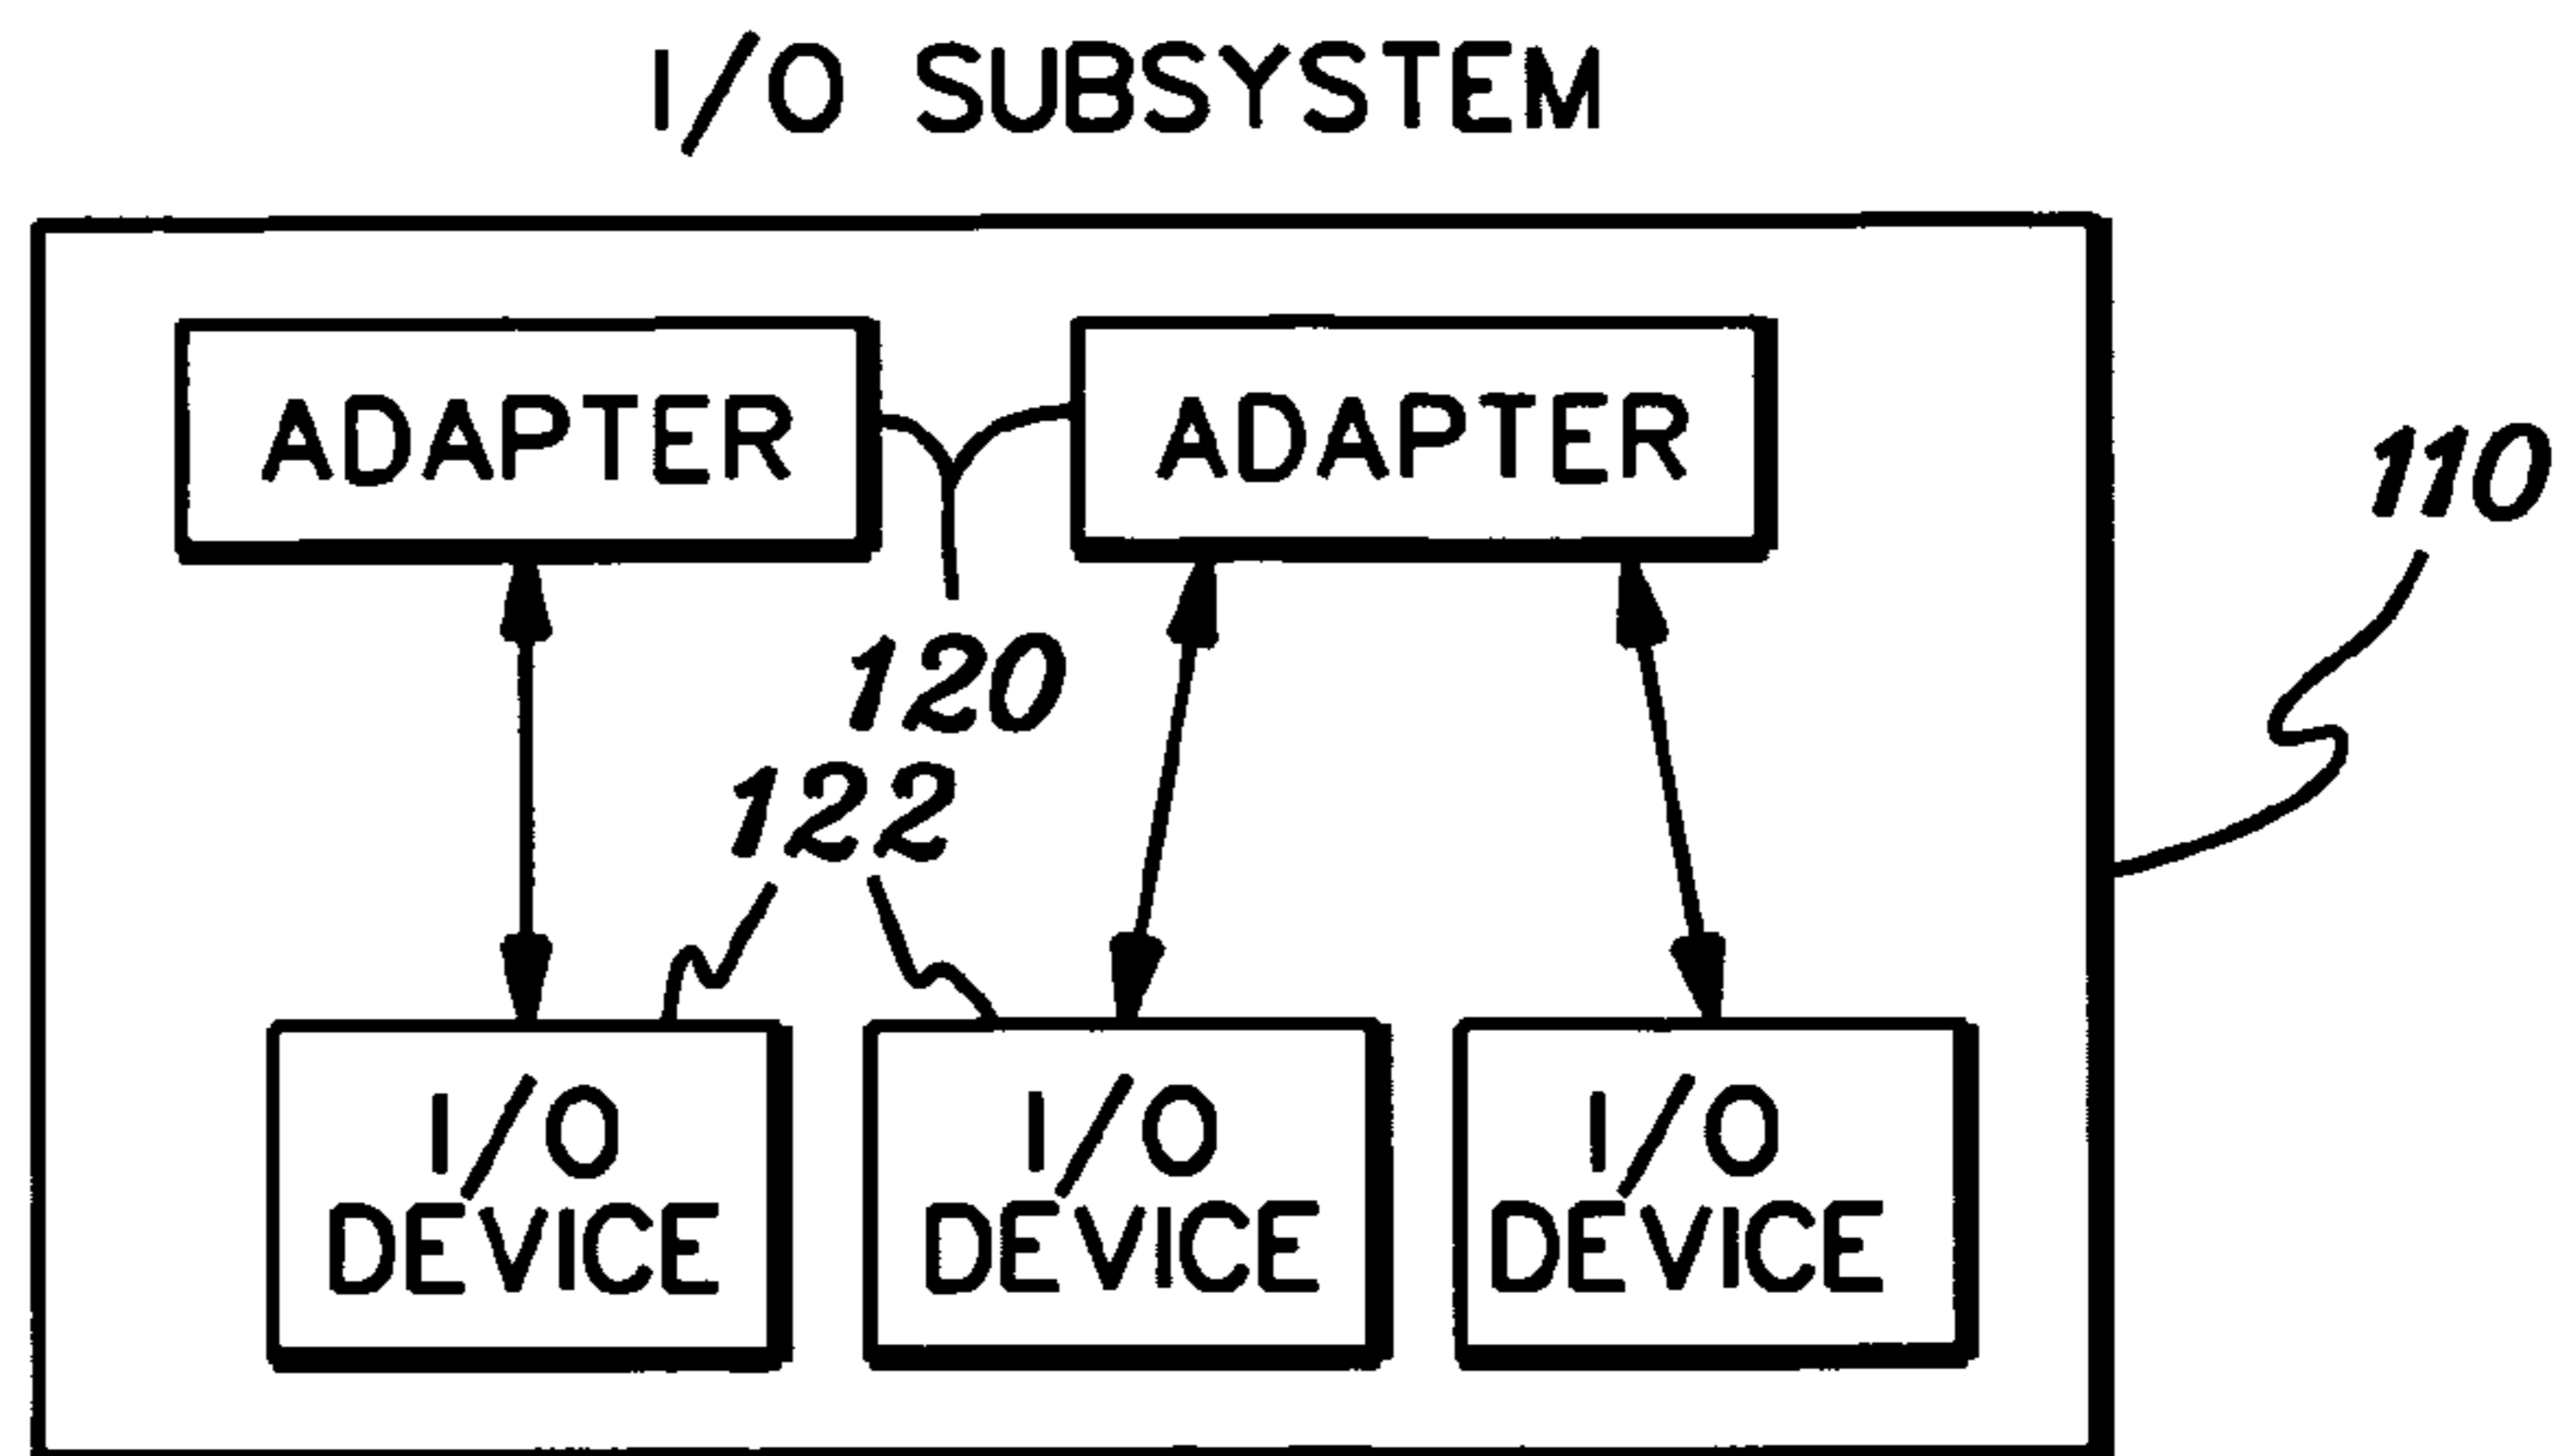 I/O SUBSYSTEM
ADAPTER
ADAPTER
110
120
122
I/O
DEVICE
I/O
DEVICE
I/O
DEVICE